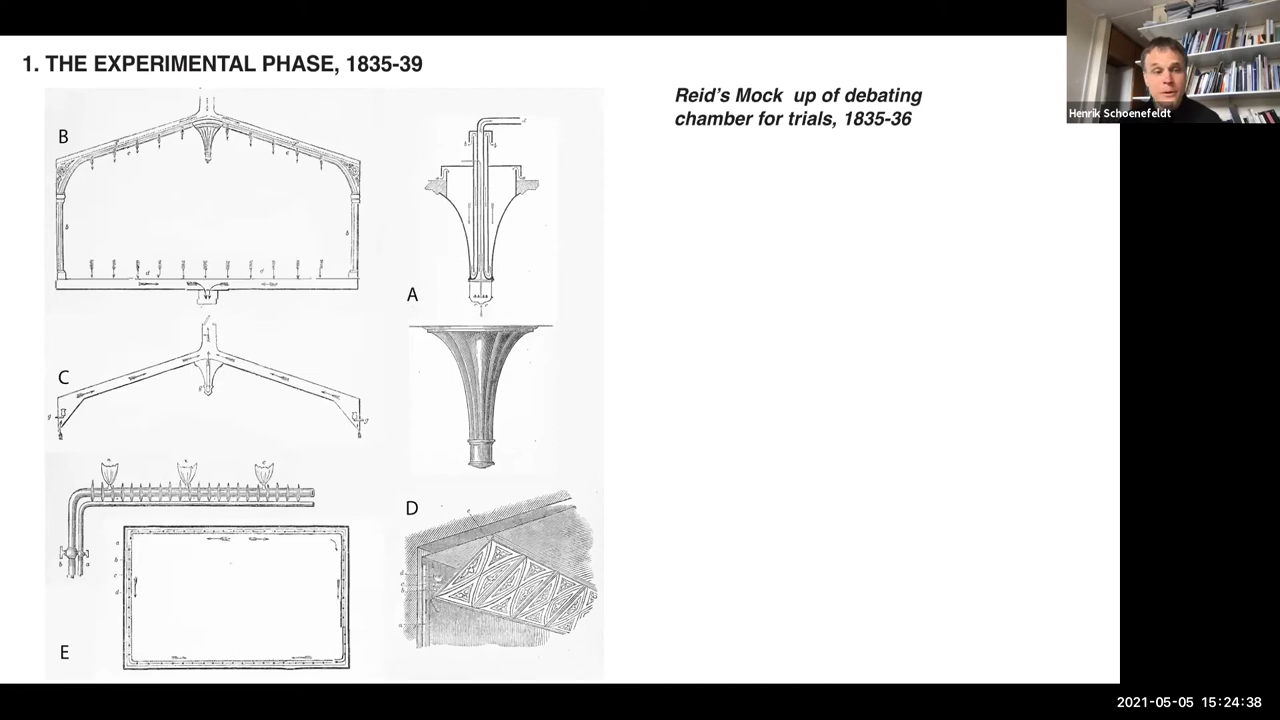 1. THE EXPERIMENTAL PHASE, 1835-39
Reid's Mock up of debating
chamber for trials, 1835-36
Henrik Schoenefeldt
B
A
C
D
E
2021-05-05 15:24:38